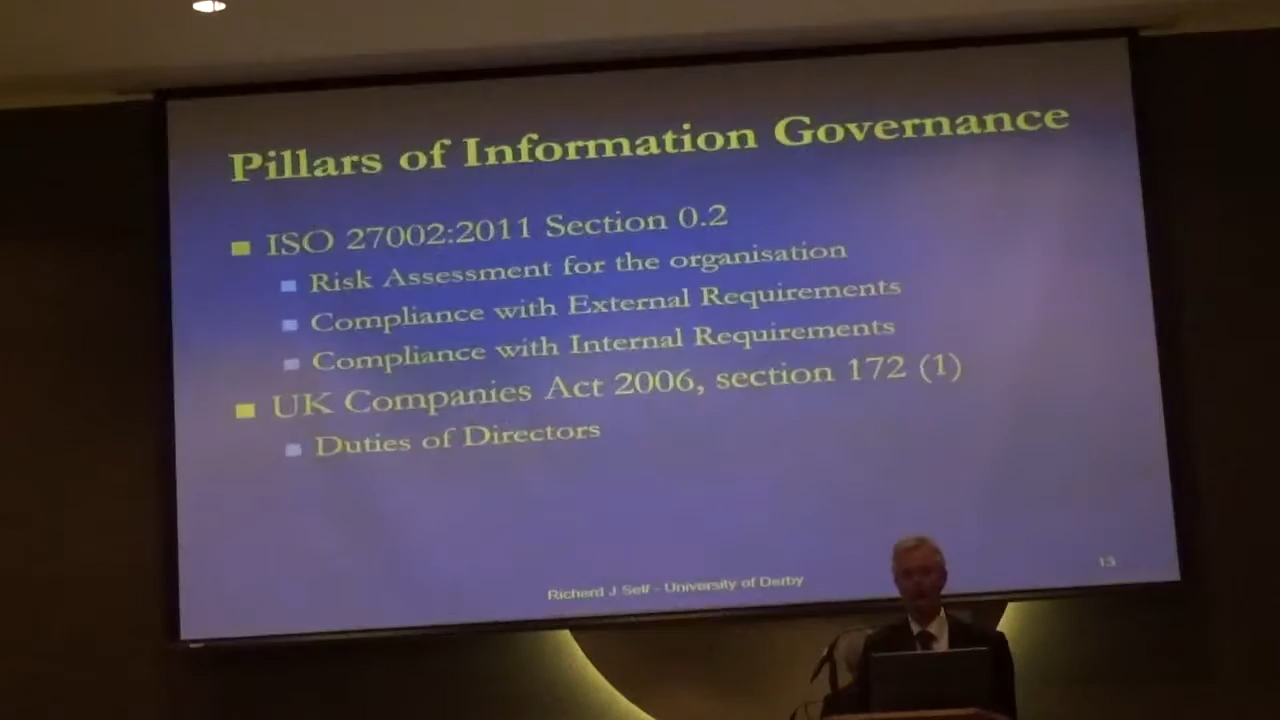 Pillars of Information Governance
ISO 27002:2011 Section 0.2
Risk Assessment for the organisation
Compliance with External Requirements
Compliance with Internal Requirements
UK Companies Act 2006, section 172 (1)
Duties of Directors
Richard J Self - University of Derby
13